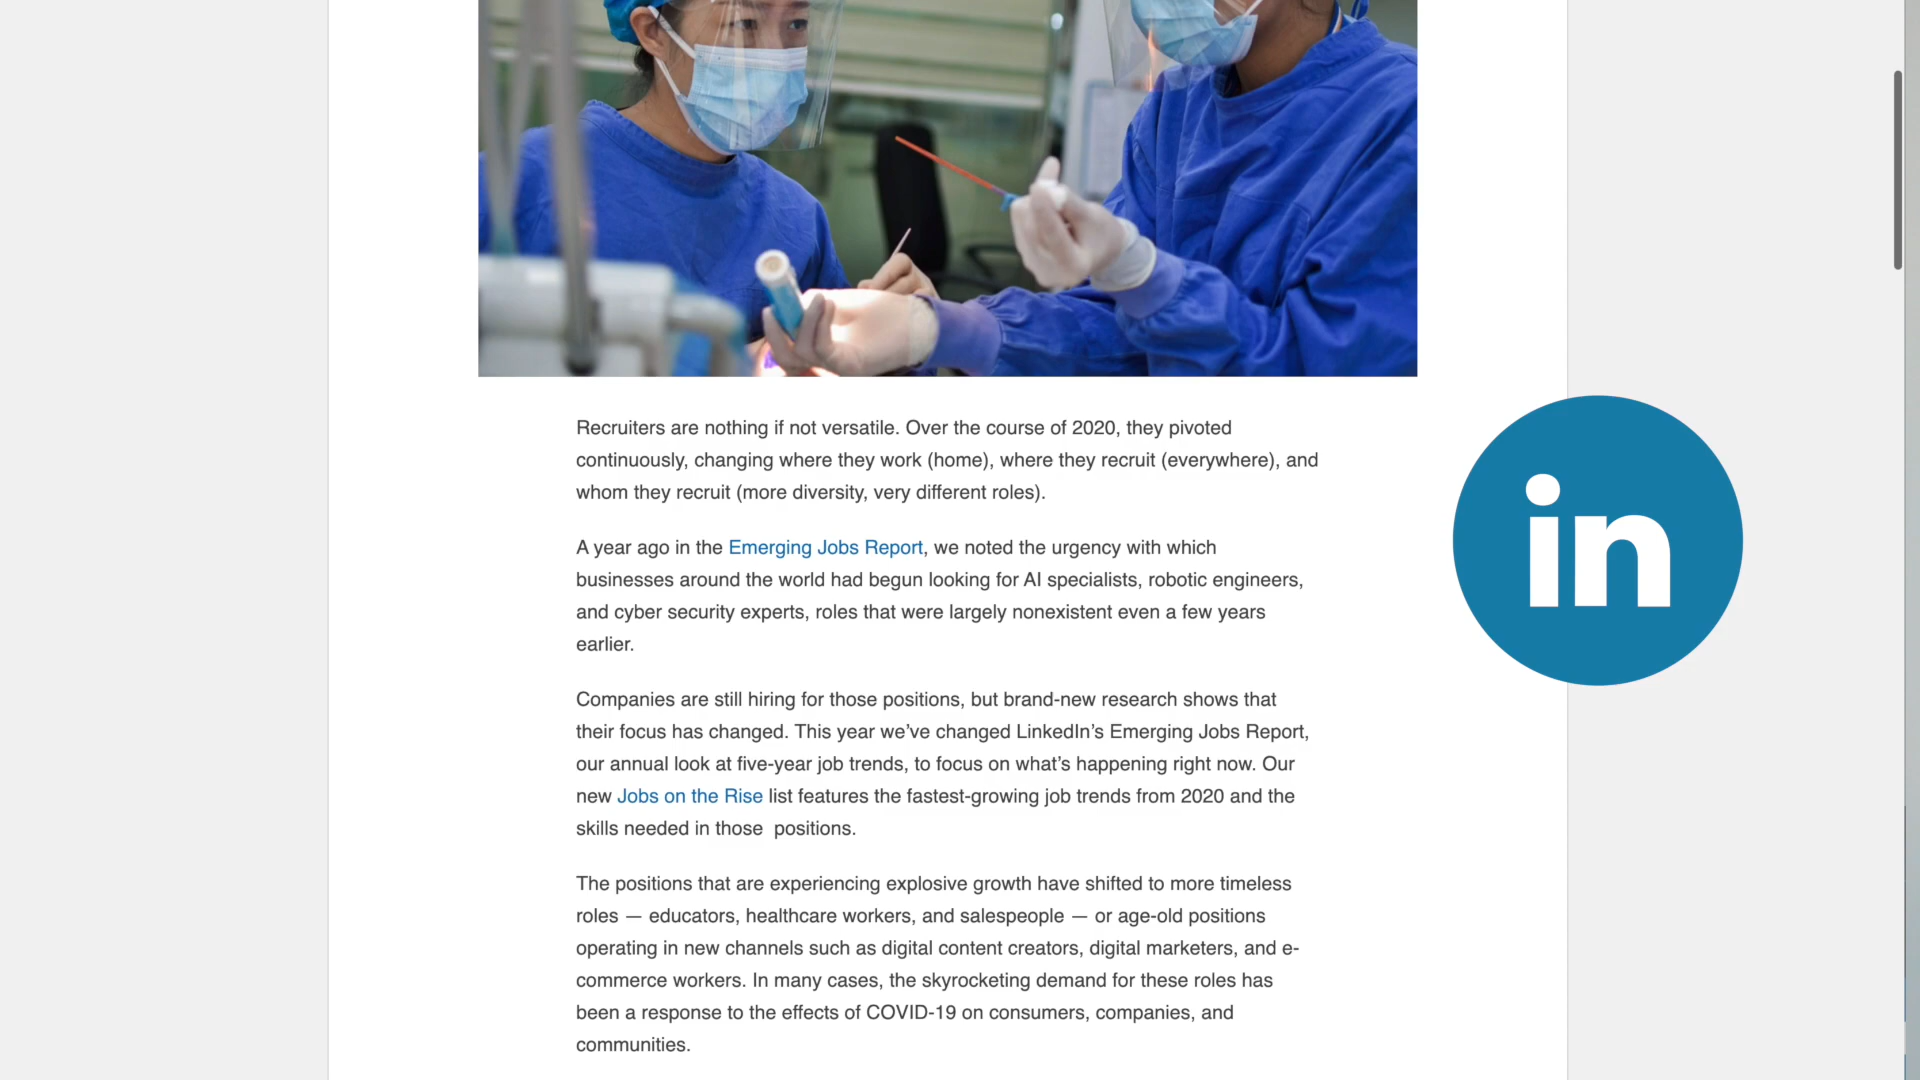 Recruiters are nothing if not versatile. Over the course of 2020, they pivoted
continuously, changing where they work (home), where they recruit (everywhere), and
whom they recruit (more diversity, very different roles).
A year ago in the Emerging Jobs Report, we noted the urgency with which
businesses around the world had begun looking for AI specialists, robotic engineers,
and cyber security experts, roles that were largely nonexistent even a few years
earlier.
Companies are still hiring for those positions, but brand-new research shows that
their focus has changed. This year we’ve changed LinkedIn’s Emerging Jobs Report,
our annual look at five-year job trends, to focus on what’s happening right now. Our
new Jobs on the Rise list features the fastest-growing job trends from 2020 and the
skills needed in those  positions.
The positions that are experiencing explosive growth have shifted to more timeless
roles — educators, healthcare workers, and salespeople — or age-old positions
operating in new channels such as digital content creators, digital marketers, and e-
commerce workers. In many cases, the skyrocketing demand for these roles has
been a response to the effects of COVID-19 on consumers, companies, and
communities.
in